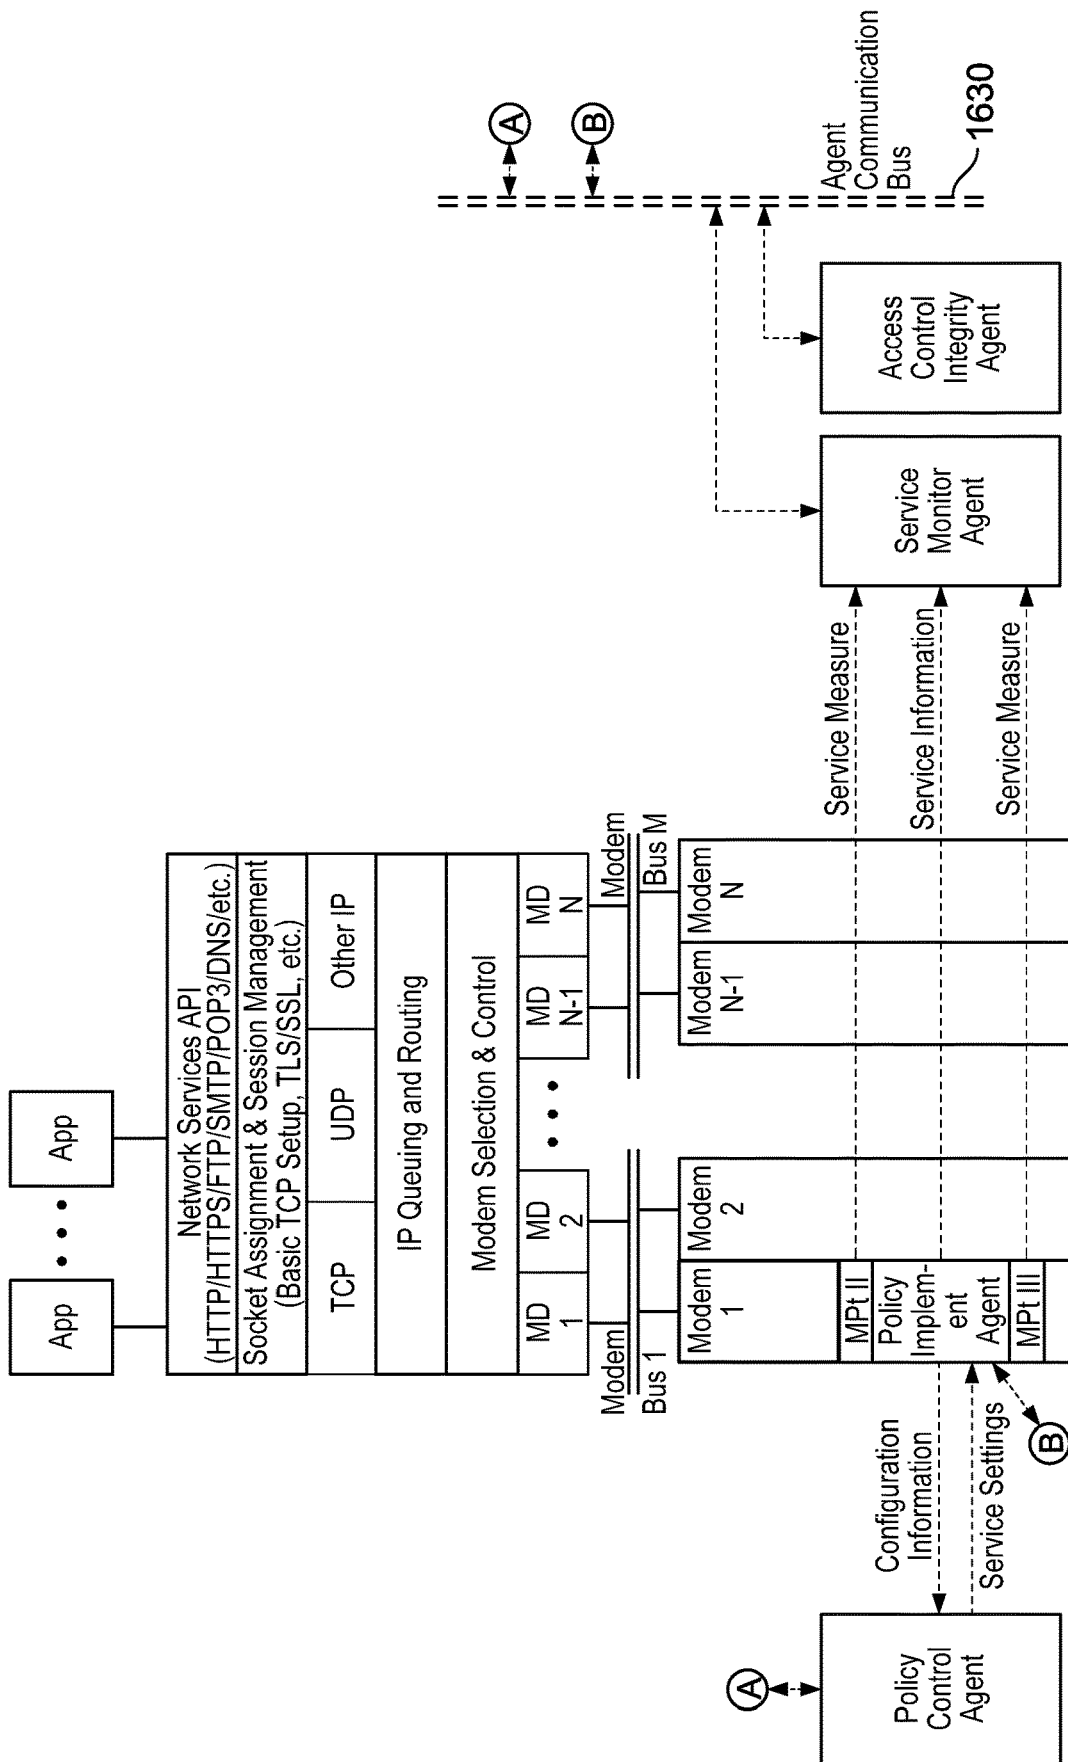 App
App
Network Services API
(HTTP/HTTPS/FTP/SMTP/POP3/DNS/etc.)
Socket Assignment & Session Management
(Basic TCP Setup, TLS/SSL, etc.)
TCP
UDP
Other IP
IP Queuing and Routing
Modem Selection & Control
MD
1
MD
2
MD
N-1
MD
N
Modem
Bus 1
Modem
Bus M
Modem
1
Modem
2
Modem
N-1
Modem
N
MPt II
Policy
Implem-
ent
Agent
MPt III
A
Policy
Control
Agent
Configuration
Information
Service Settings
B
Service Measure
Service Information
Service Measure
Service
Monitor
Agent
Access
Control
Integrity
Agent
A
B
Agent
Communication
Bus
1630